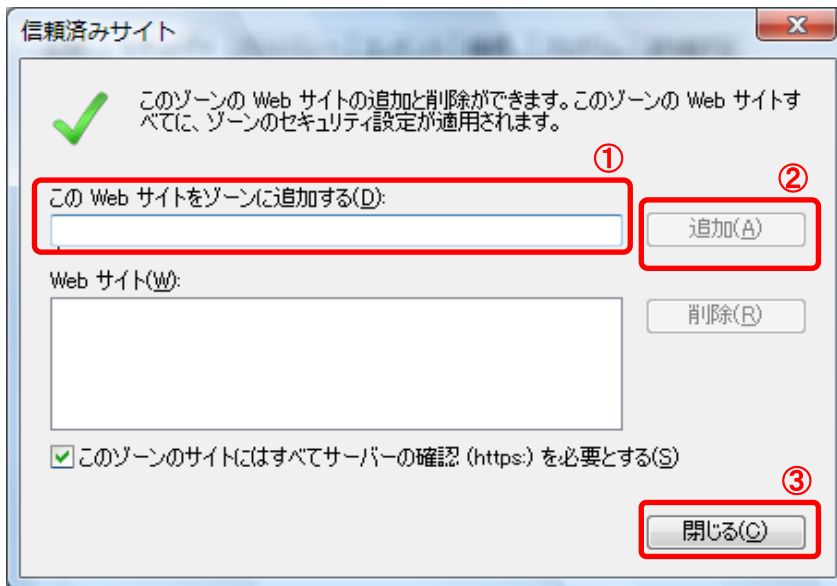 信頼済みサイト
このゾーンの Web サイトの追加と削除ができます。このゾーンの Web サイトす
べてに、ゾーンのセキュリティ設定が適用されます。
①
②
この Web サイトをゾーンに追加する(D):
追加(A)
Web サイト(W):
削除(R)
このゾーンのサイトにはすべてサーバーの確認 (https:) を必要とする(S)
③
閉じる(C)